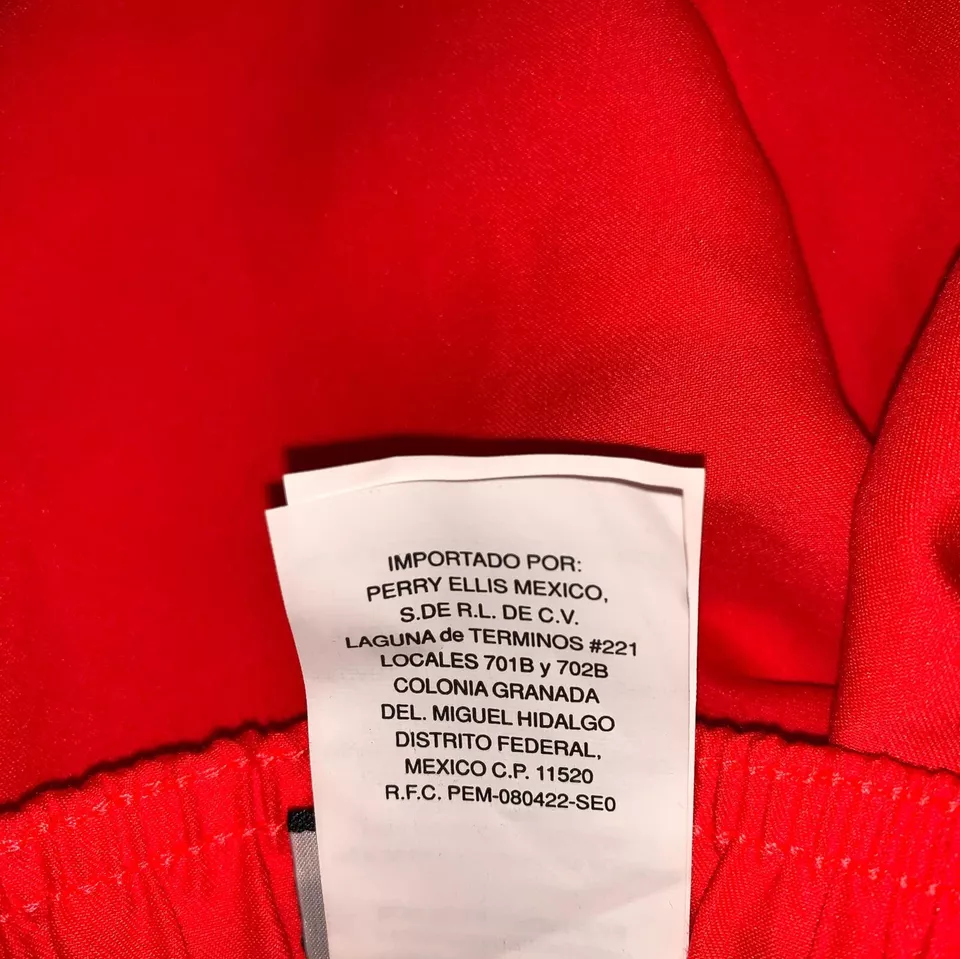 IMPORTADO POR:
PERRY ELLIS MEXICO,
S.DE R.L. DE C.V.
LAGUNA de TERMINOS #221
LOCALES 701B y 702B
COLONIA GRANADA
DEL. MIGUEL HIDALGO
DISTRITO FEDERAL,
MEXICO C.P. 11520
R.F.C. PEM-080422-SE0